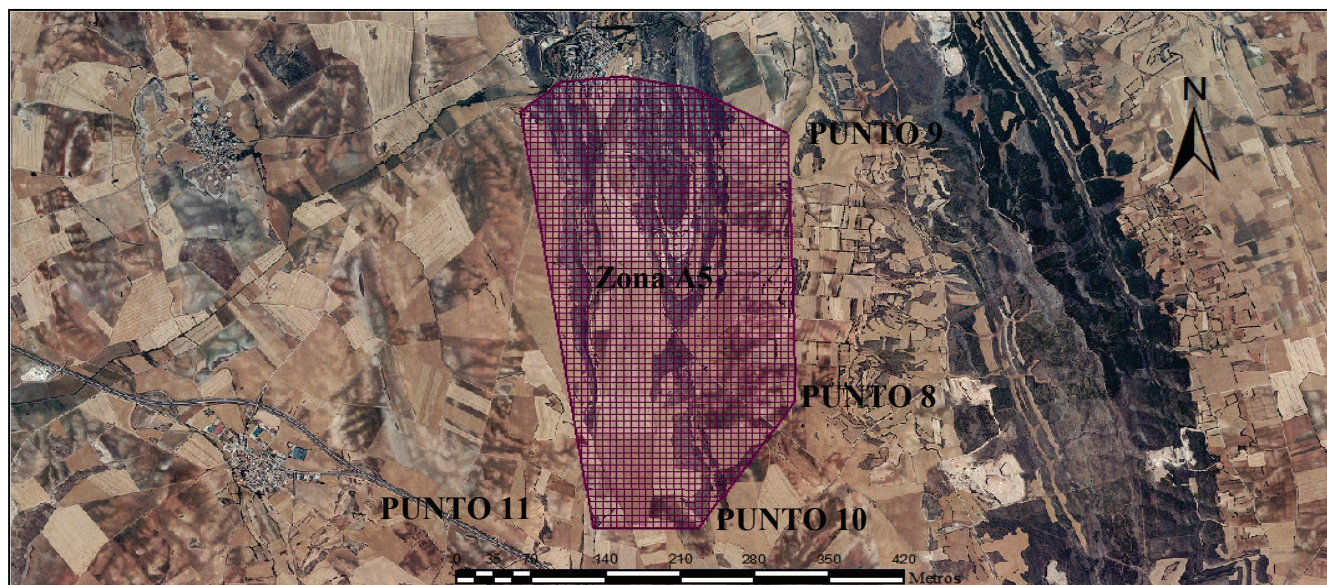 N
PUNTO 9
Zona A5
PUNTO 8
PUNTO 11
PUNTO 10
0 35 70 140 210 280 350 420
Metros